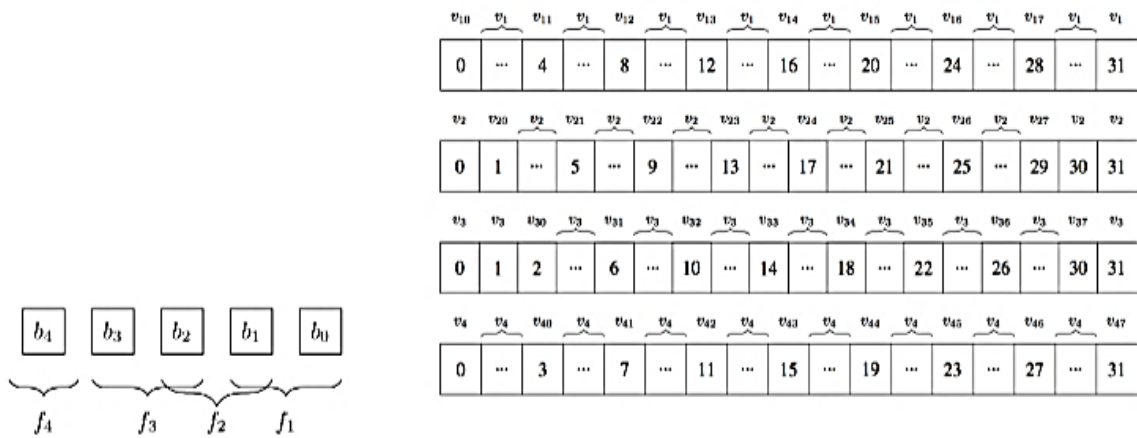 v₁₀ v₁ v₁₁ v₁ v₁₂ v₁ v₁₃ v₁ v₁₄ v₁ v₁₅ v₁ v₁₆ v₁ v₁₇ v₁ v₁
0 ... 4 ... 8 ... 12 ... 16 ... 20 ... 24 ... 28 ... 31
v₂ v₂₀ v₂ v₂₁ v₂ v₂₂ v₂ v₂₃ v₂ v₂₄ v₂ v₂₅ v₂ v₂₆ v₂ v₂₇ v₂ v₂
0 1 ... 5 ... 9 ... 13 ... 17 ... 21 ... 25 ... 29 30 31
v₃ v₃ v₃₀ v₃ v₃₁ v₃ v₃₂ v₃ v₃₃ v₃ v₃₄ v₃ v₃₅ v₃ v₃₆ v₃ v₃₇ v₃
0 1 2 ... 6 ... 10 ... 14 ... 18 ... 22 ... 26 ... 30 31
v₄ v₄ v₄₀ v₄ v₄₁ v₄ v₄₂ v₄ v₄₃ v₄ v₄₄ v₄ v₄₅ v₄ v₄₆ v₄ v₄₇
0 ... 3 ... 7 ... 11 ... 15 ... 19 ... 23 ... 27 ... 31
b₄ b₃ b₂ b₁ b₀
f₄ f₃ f₂ f₁